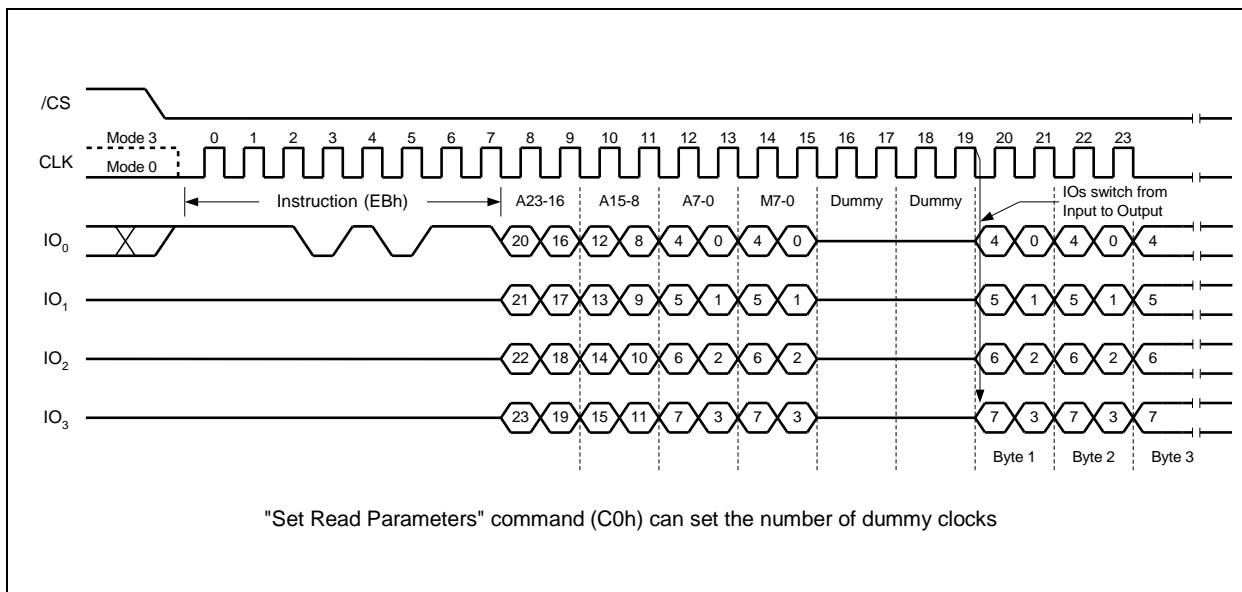 /CS
Mode 3
0 1 2 3 4 5 6 7 8 9 10 11 12 13 14 15 16 17 18 19 20 21 22 23
CLK
Mode 0
Instruction (EBh) A23-16 A15-8 A7-0 M7-0 Dummy Dummy
IOs switch from
Input to Output
IO0 20 16 12 8 4 0 4 0 4 0 4 0 4
IO1 21 17 13 9 5 1 5 1 5 1 5 1 5
IO2 22 18 14 10 6 2 6 2 6 2 6 2 6
IO3 23 19 15 11 7 3 7 3 7 3 7 3 7
Byte 1 Byte 2 Byte 3
"Set Read Parameters" command (C0h) can set the number of dummy clocks